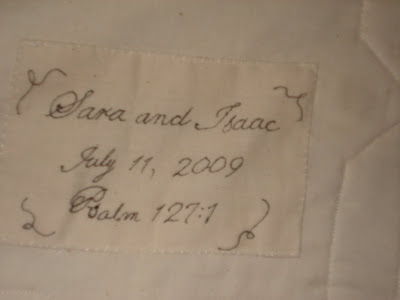 Sara and Isaac
July 11, 2009
Psalm 127:1